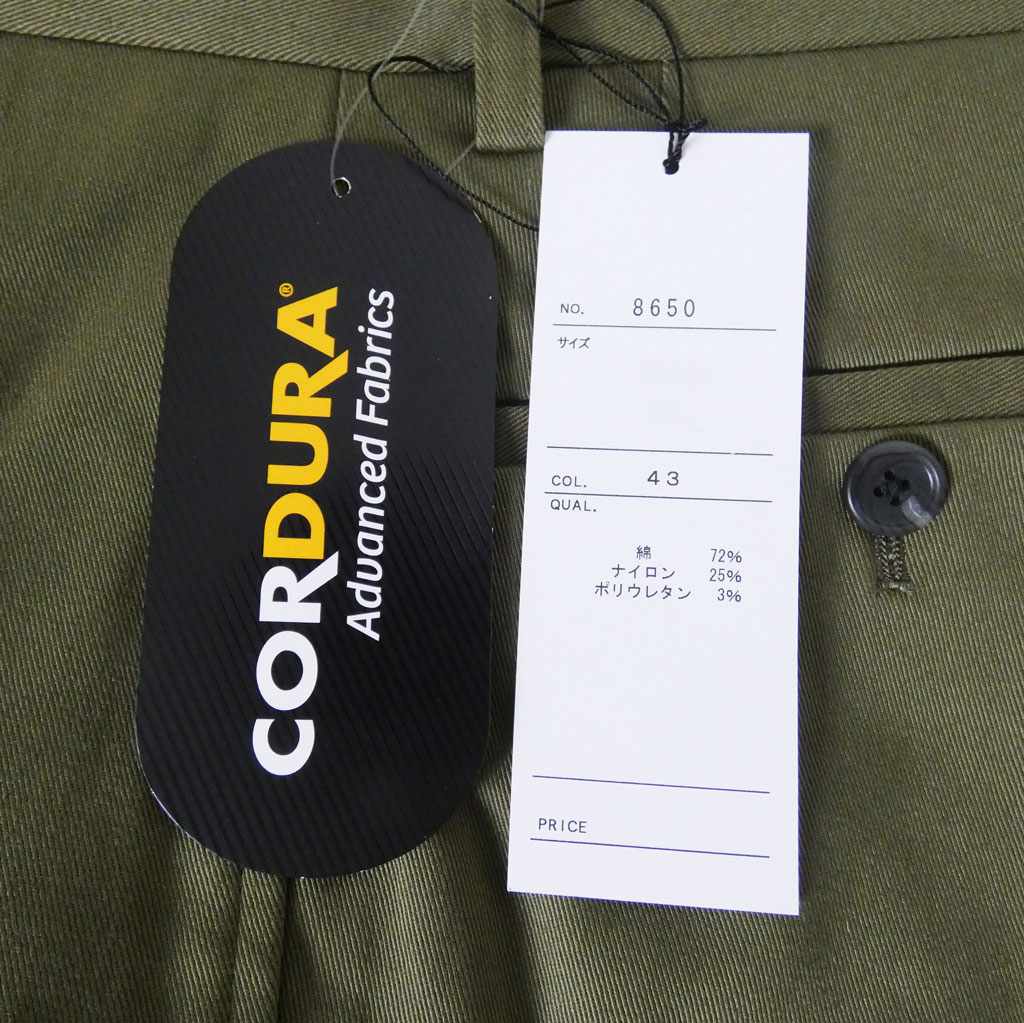 CORDURA®
Advanced Fabrics
NO. 8650
サイズ
COL. 43
QUAL.
綿 72%
ナイロン 25%
ポリウレタン 3%
PRICE